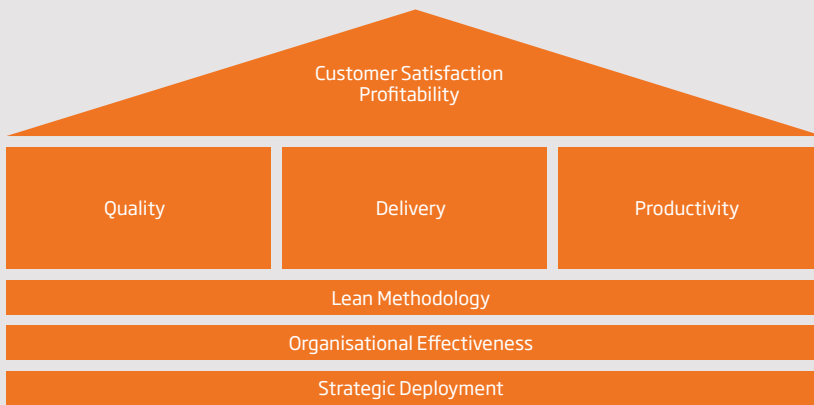 Customer Satisfaction
Profitability
Quality
Delivery
Productivity
Lean Methodology
Organisational Effectiveness
Strategic Deployment